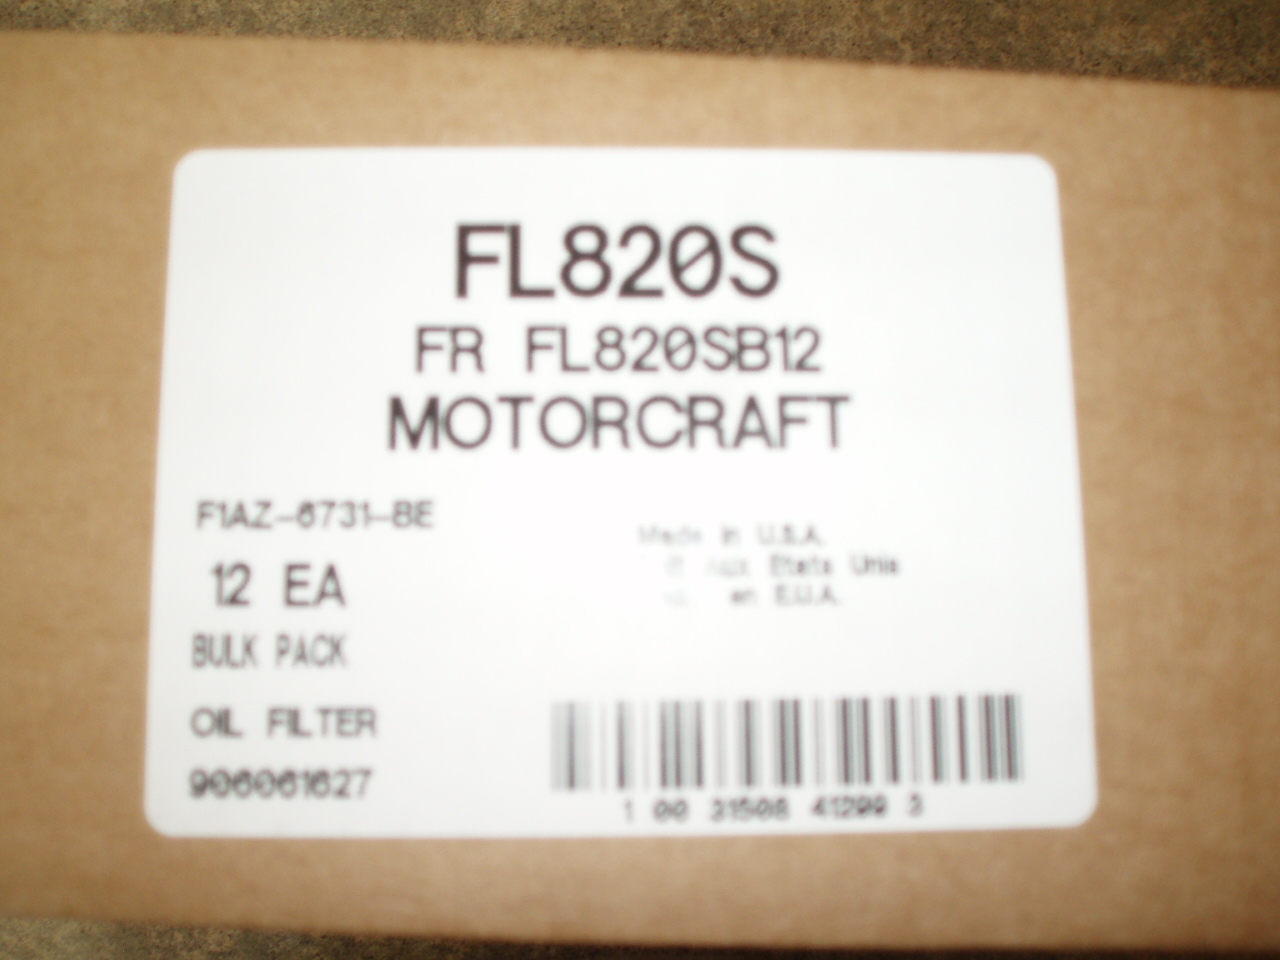 FL820S
FR FL820SB12
MOTORCRAFT
F1AZ-6731-BE
12 EA
BULK PACK
OIL FILTER
906061627
Made in U.S.A.
Aux Etats Unis
en E.U.A.
1 00 31508 41299 3